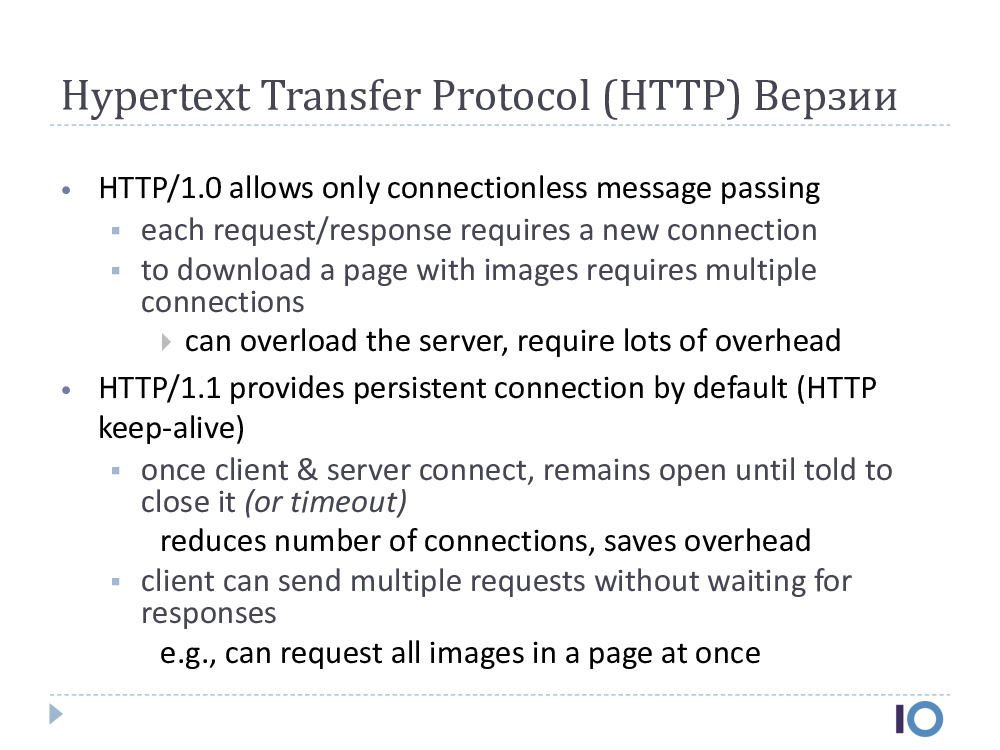 Hypertext Transfer Protocol (HTTP) Верзии
HTTP/1.0 allows only connectionless message passing
each request/response requires a new connection
to download a page with images requires multiple
connections
can overload the server, require lots of overhead
HTTP/1.1 provides persistent connection by default (HTTP
keep-alive)
once client & server connect, remains open until told to
close it (or timeout)
reduces number of connections, saves overhead
client can send multiple requests without waiting for
responses
e.g., can request all images in a page at once
IO